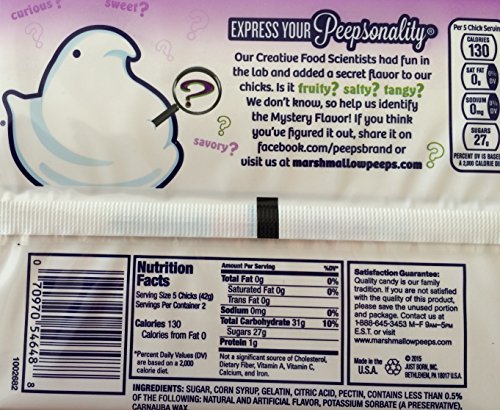 sweet?
?
?
?
savory?
?
EXPRESS YOUR Peepsonality®
Our Creative Food Scientists had fun in
the lab and added a secret flavor to our
chicks. Is it fruity? salty? tangy?
We don't know, so help us identify
the Mystery Flavor! If you think
you've figured it out, share it on
facebook.com/peepsbrand or
visit us at marshmallowpeeps.com.
Per 5 Chick Serving
CALORIES
130
SAT FAT
0g
0%
DV
SODIUM
0mg
0%
DV
SUGARS
27g
PERCENT DV IS BASED
A 2,000 CALORIE
0 70970 54648 8
1002682
Nutrition
Facts
Serving Size 5 Chicks (42g)
Servings Per Container 2
Calories 130
Calories from Fat 0
*Percent Daily Values (DV)
are based on a 2,000
calorie diet.
Amount Per Serving %DV*
Total Fat 0g 0%
Saturated Fat 0g 0%
Trans Fat 0g
Sodium 0mg 0%
Total Carbohydrate 31g 10%
Sugars 27g
Protein 1g
Not a significant source of Cholesterol,
Dietary Fiber, Vitamin A, Vitamin C,
Calcium, and Iron.
Satisfaction Guarantee:
Quality candy is our family
tradition. If you are not satisfied
with the quality of this product,
please save the unused portion
and package. Contact us at
1-888-645-3453 M-F 9AM-5PM
E.S.T. or visit
www.marshmallowpeeps.com
Made in the
U.S.A.
© 2015
JUST BORN, INC.
BETHLEHEM, PA 18017 U.S.A.
INGREDIENTS: SUGAR, CORN SYRUP, GELATIN, CITRIC ACID, PECTIN, CONTAINS LESS THAN 0.5%
OF THE FOLLOWING: NATURAL AND ARTIFICIAL FLAVOR, POTASSIUM SORBATE (A PRESERVATIVE),
CARNAUBA WAX.